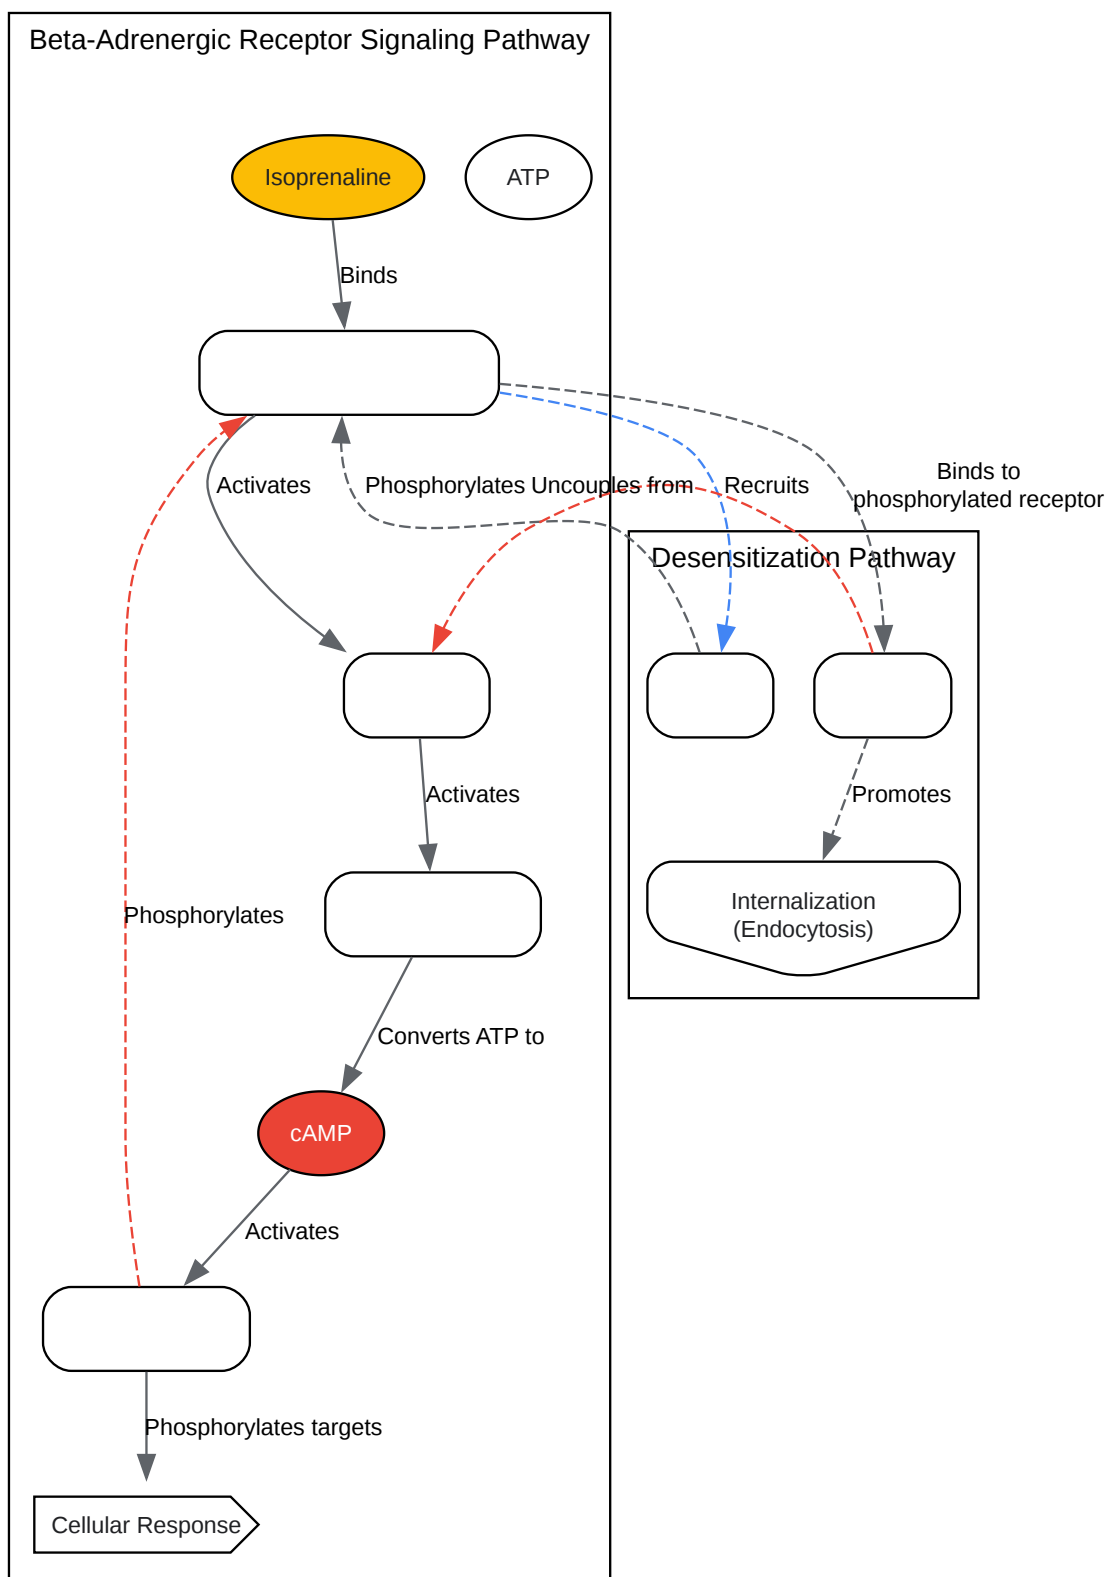 Beta-Adrenergic Receptor Signaling Pathway
Isoprenaline
ATP
Binds
Activates
Phosphorylates
Uncouples from
Recruits
Binds to
phosphorylated receptor
Desensitization Pathway
Activates
Promotes
Phosphorylates
Internalization
(Endocytosis)
Converts ATP to
cAMP
Activates
Phosphorylates targets
Cellular Response